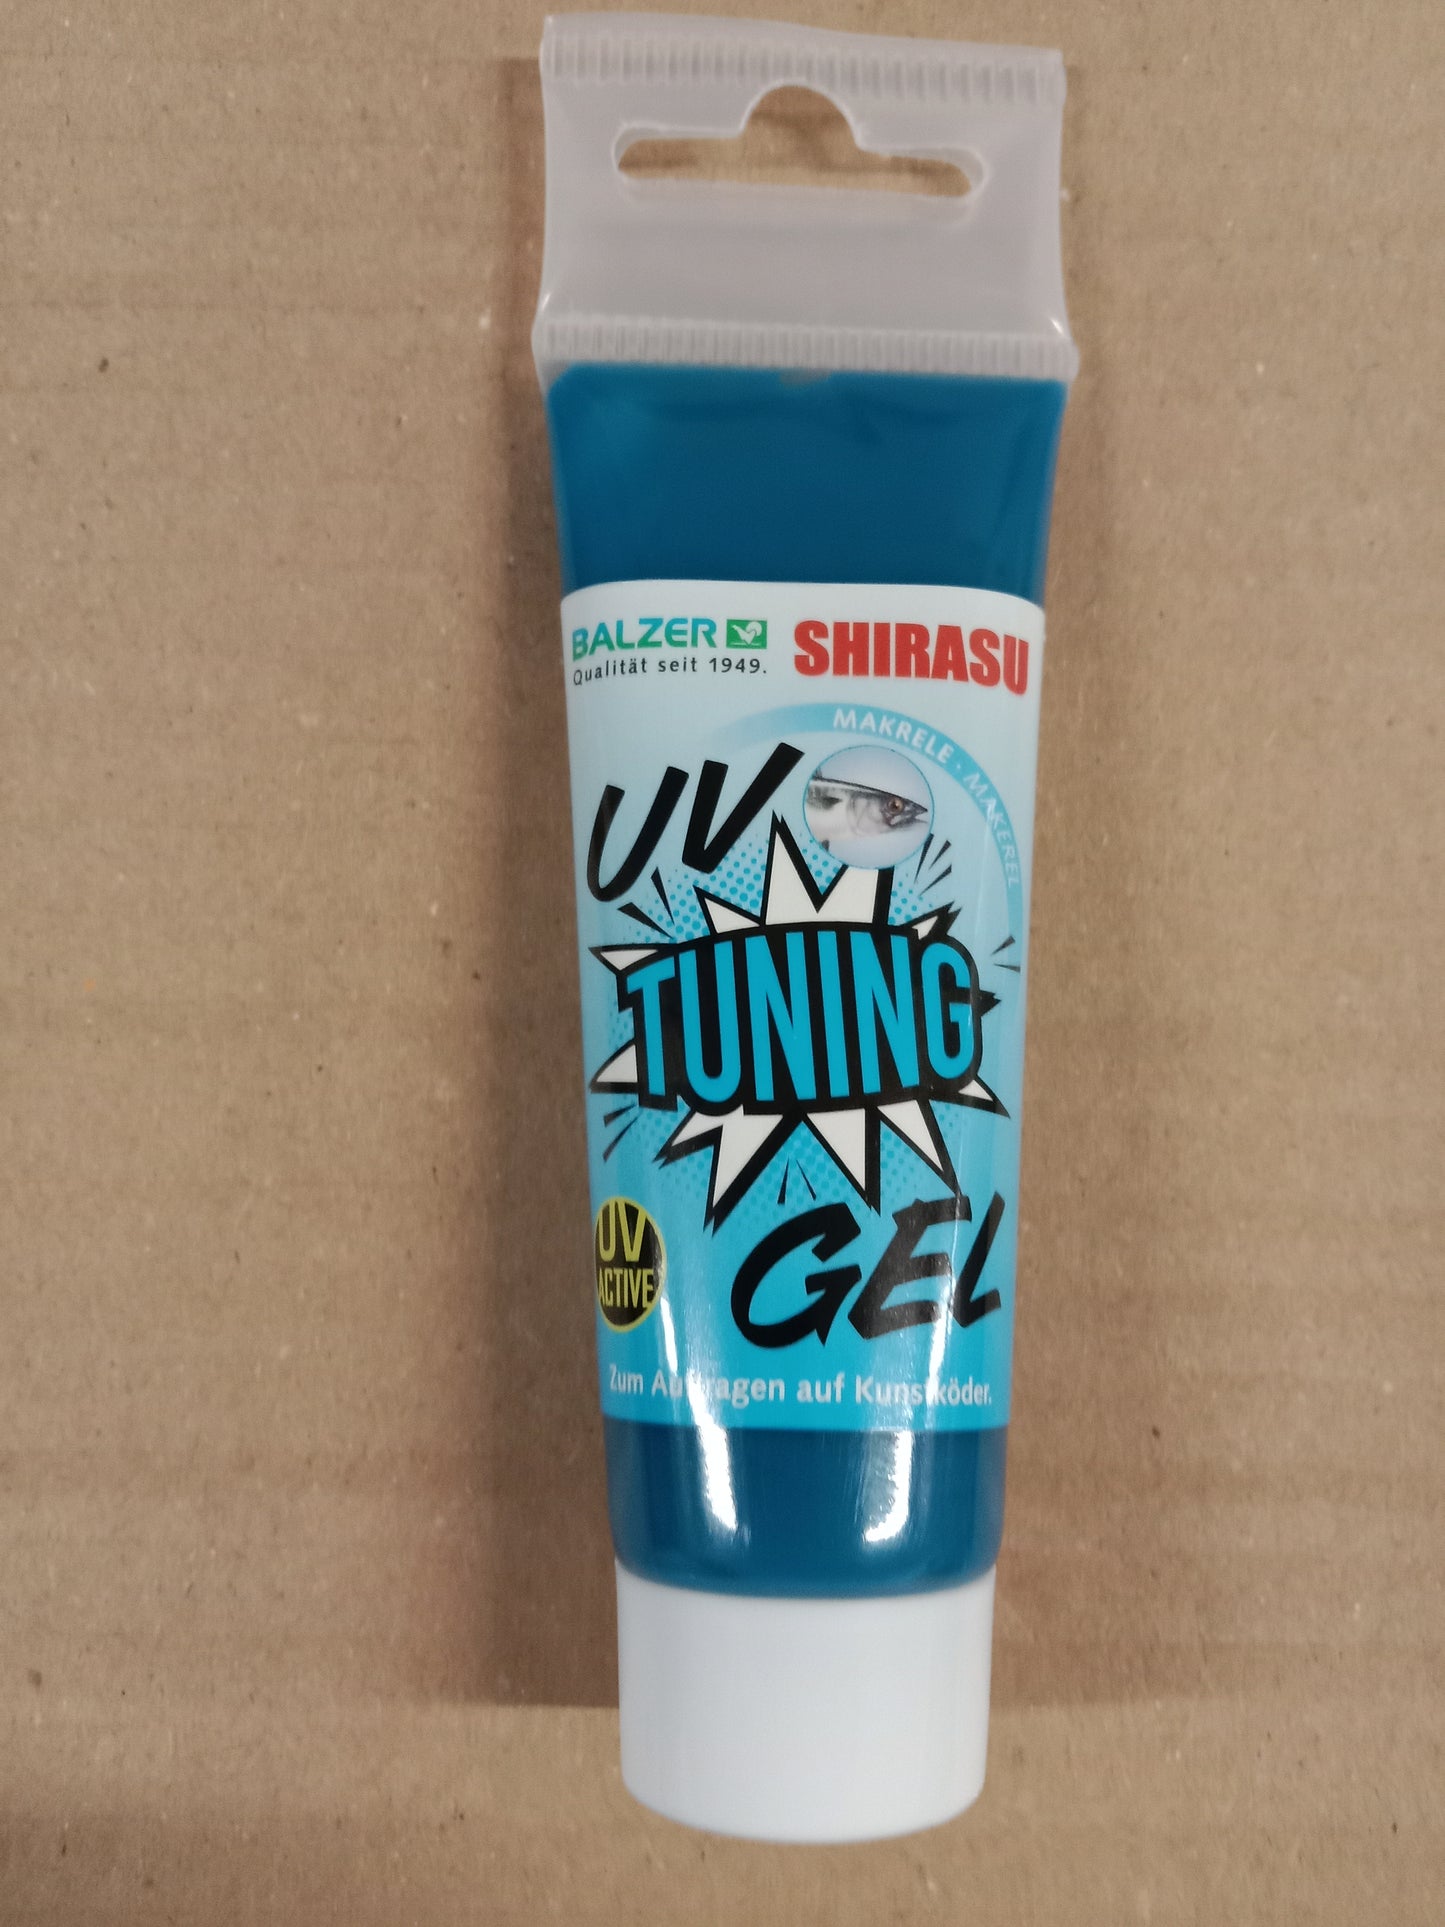 BALZER
Qualität seit 1949.
SHIRASU
MAKRELE · MAKEREL
UV
TUNING
GEL
UV
ACTIVE
Zum Auftragen auf Kunstköder.